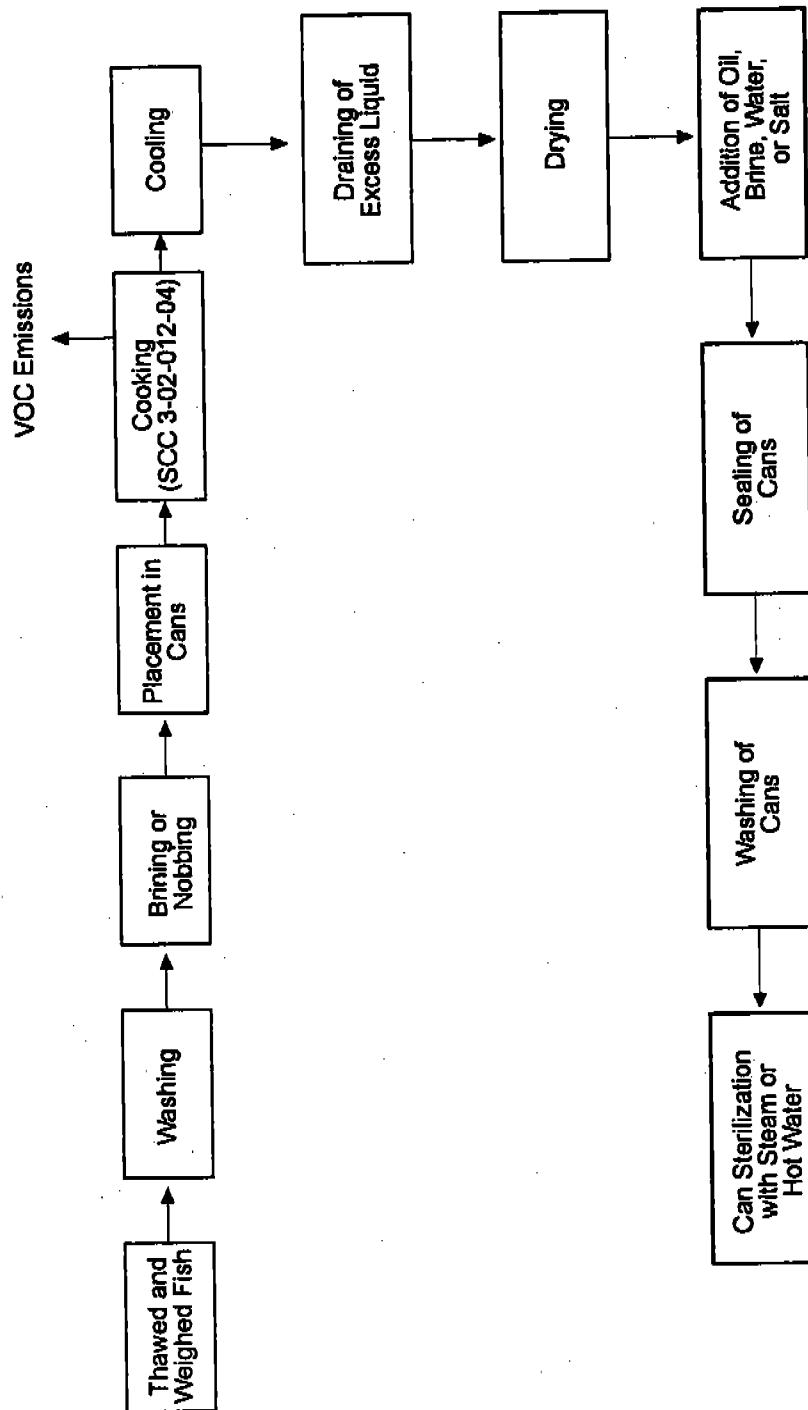 Thawed and
Weighed Fish
Washing
Brining or
Nobbing
Placement in
Cans
VOC Emissions
Cooking
(SCC 3-02-012-04)
Cooling
Draining of
Excess Liquid
Drying
Addition of Oil,
Brine, Water,
or Salt
Sealing of
Cans
Washing of
Cans
Can Sterilization
with Steam or
Hot Water